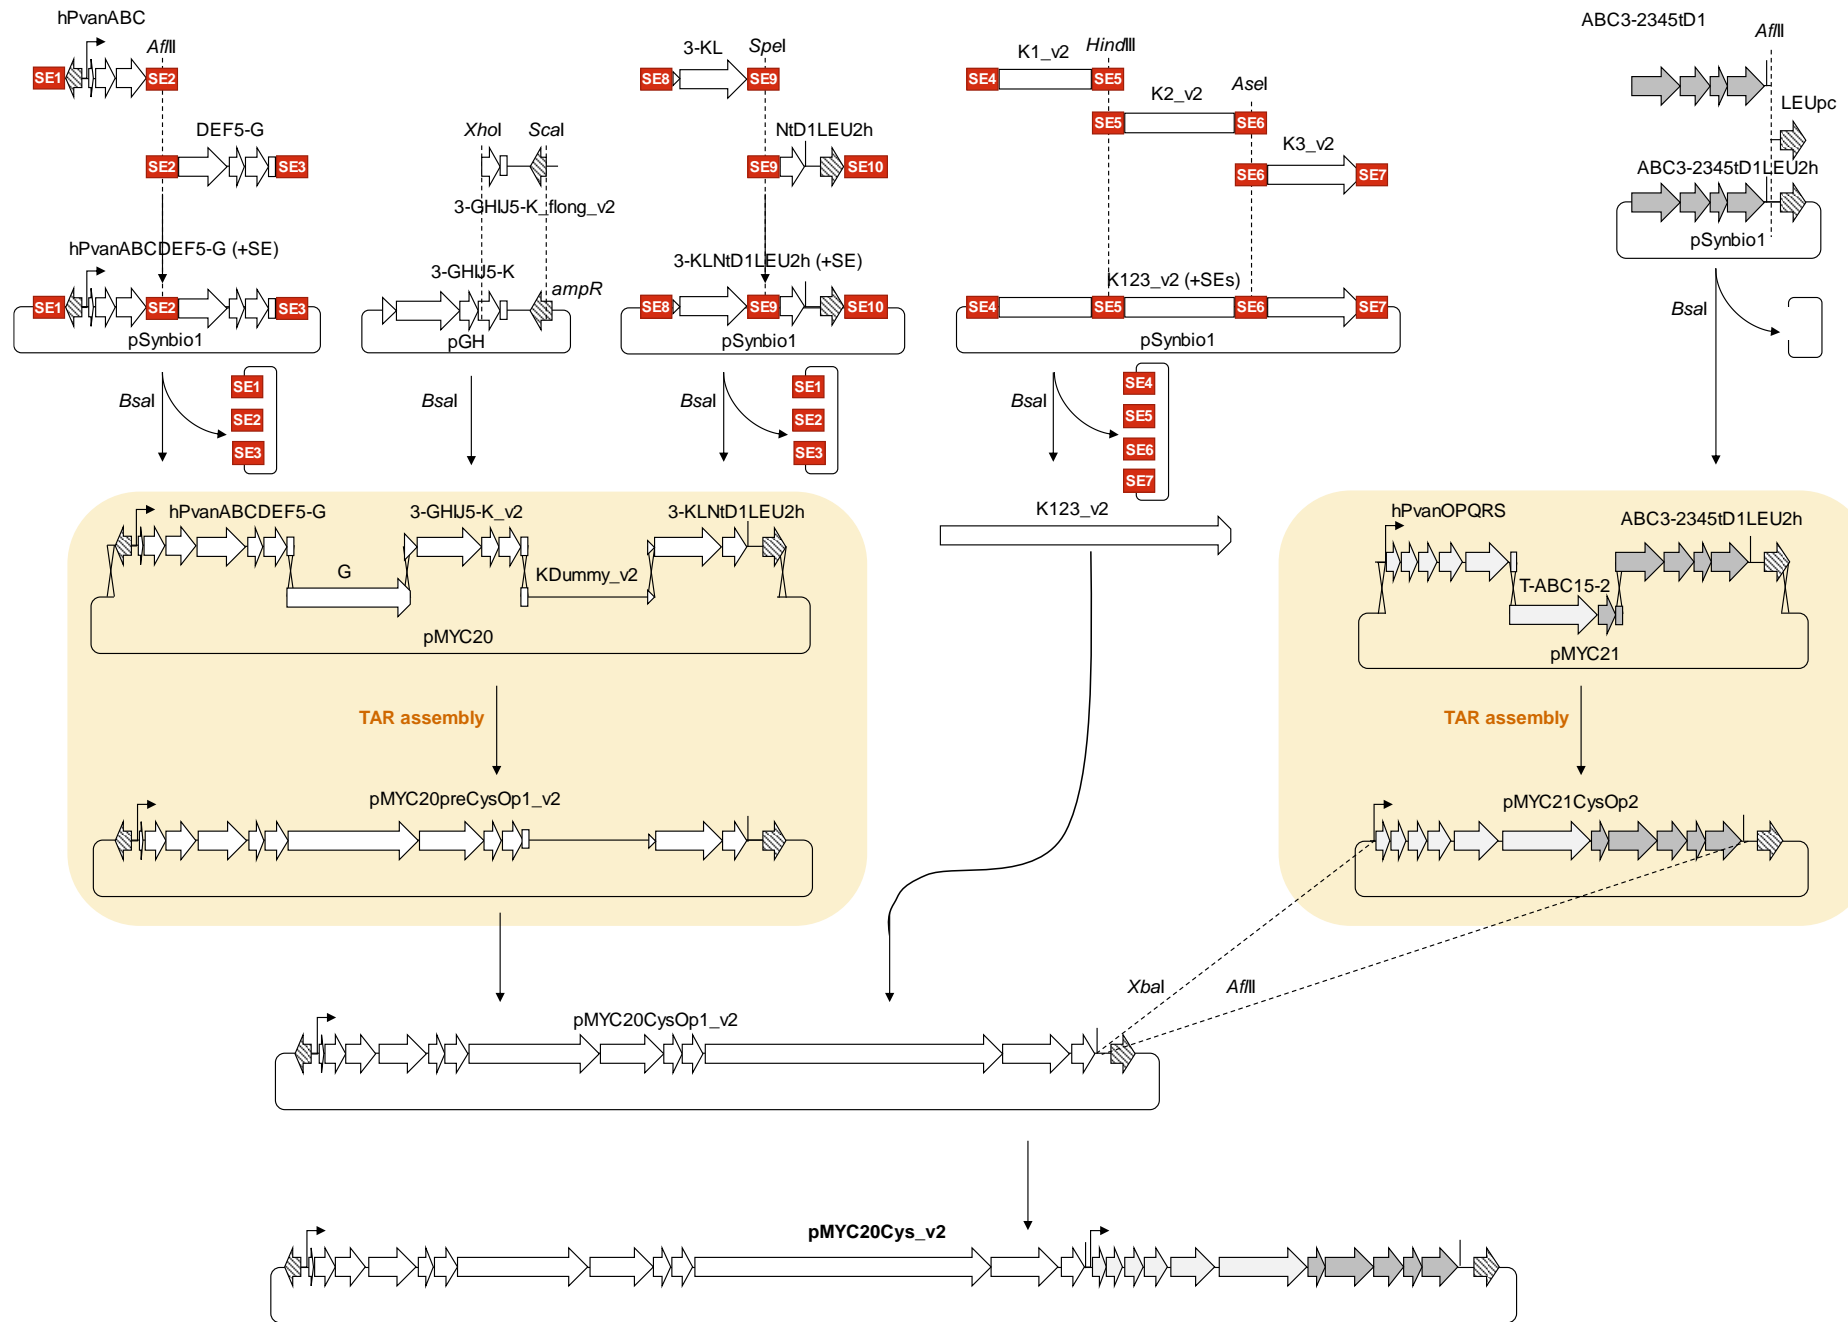 hPvanABC
AflII
SE1
SE2
DEF5-G
SE2
SE3
hPvanABCDEF5-G (+SE)
SE1
SE2
SE3
pSynbio1
BsaI
SE1
SE2
SE3
XhoI
ScaI
3-GHIJ5-K_flong_v2
3-GHIJ5-K
ampR
pGH
BsaI
3-KL
SpeI
SE8
SE9
NtD1LEU2h
SE9
SE10
3-KLNtD1LEU2h (+SE)
SE8
SE9
SE10
pSynbio1
BsaI
SE1
SE2
SE3
K1_v2
HindIII
SE4
SE5
K2_v2
AseI
SE5
SE6
K3_v2
SE6
SE7
K123_v2 (+SEs)
SE4
SE5
SE6
SE7
pSynbio1
BsaI
SE4
SE5
SE6
SE7
K123_v2
ABC3-2345tD1
AflII
LEUpc
ABC3-2345tD1LEU2h
pSynbio1
BsaI
hPvanABCDEF5-G
3-GHIJ5-K_v2
3-KLNtD1LEU2h
G
KDummy_v2
pMYC20
TAR assembly
pMYC20preCysOp1_v2
hPvanOPQRS
ABC3-2345tD1LEU2h
T-ABC15-2
pMYC21
TAR assembly
pMYC21CysOp2
XbaI
AflII
pMYC20CysOp1_v2
pMYC20Cys_v2